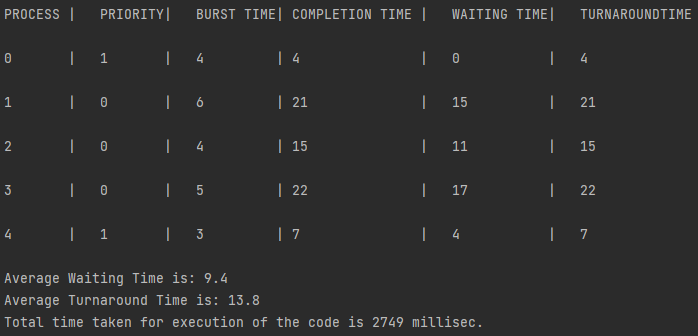 PROCESS | PRIORITY| BURST TIME| COMPLETION TIME | WAITING TIME| TURNAROUNDTIME
0 | 1 | 4 | 4 | 0 | 4
1 | 0 | 6 | 21 | 15 | 21
2 | 0 | 4 | 15 | 11 | 15
3 | 0 | 5 | 22 | 17 | 22
4 | 1 | 3 | 7 | 4 | 7
Average Waiting Time is: 9.4
Average Turnaround Time is: 13.8
Total time taken for execution of the code is 2749 millisec.